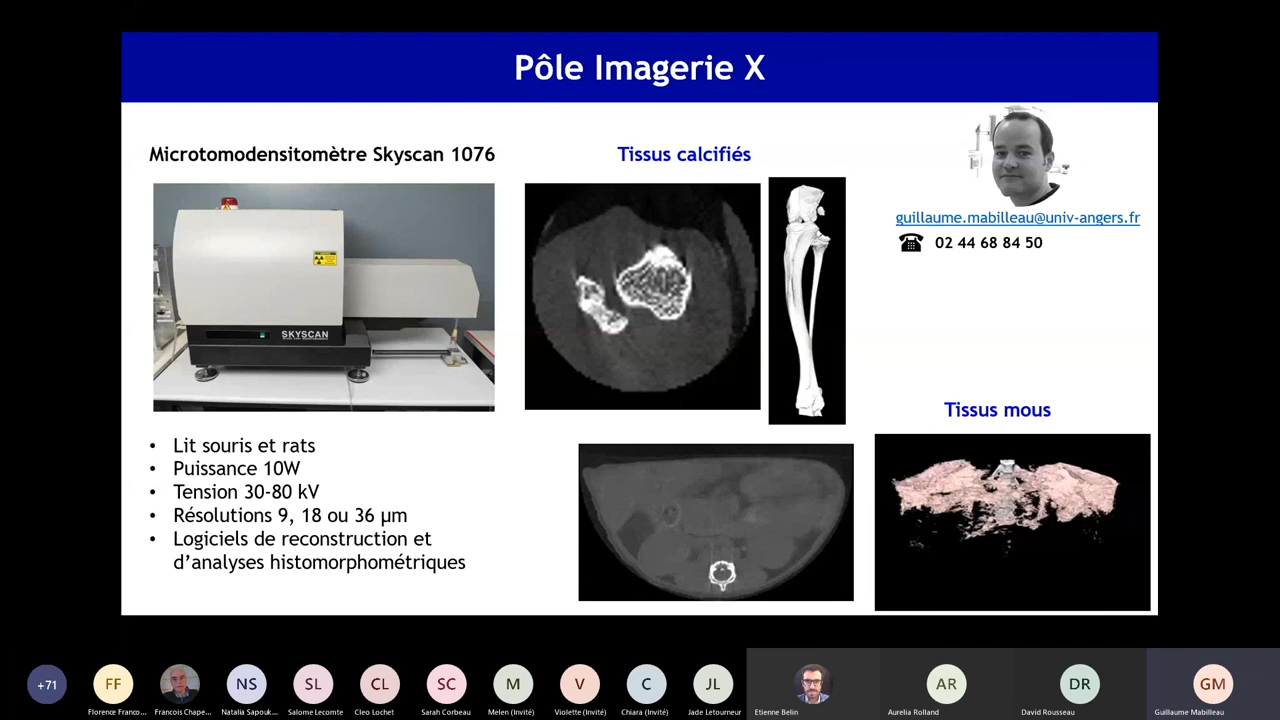 Pôle Imagerie X
Microtomodensitomètre Skyscan 1076
Tissus calcifiés
guillaume.mabilleau@univ-angers.fr
02 44 68 84 50
SKYSCAN
Tissus mous
• Lit souris et rats
• Puissance 10W
• Tension 30-80 kV
• Résolutions 9, 18 ou 36 µm
• Logiciels de reconstruction et
d’analyses histomorphométriques
+71
FF
NS
SL
CL
SC
M
V
C
JL
AR
DR
GM
Florence Franco...
Francois Chape...
Natalia Sapouk...
Salome Lecomte
Cleo Lochet
Sarah Corbeau
Melen (Invité)
Violette (Invité)
Chiara (Invité)
Jade Letourneur
Etienne Belin
Aurelia Rolland
David Rousseau
Guillaume Mabilleau